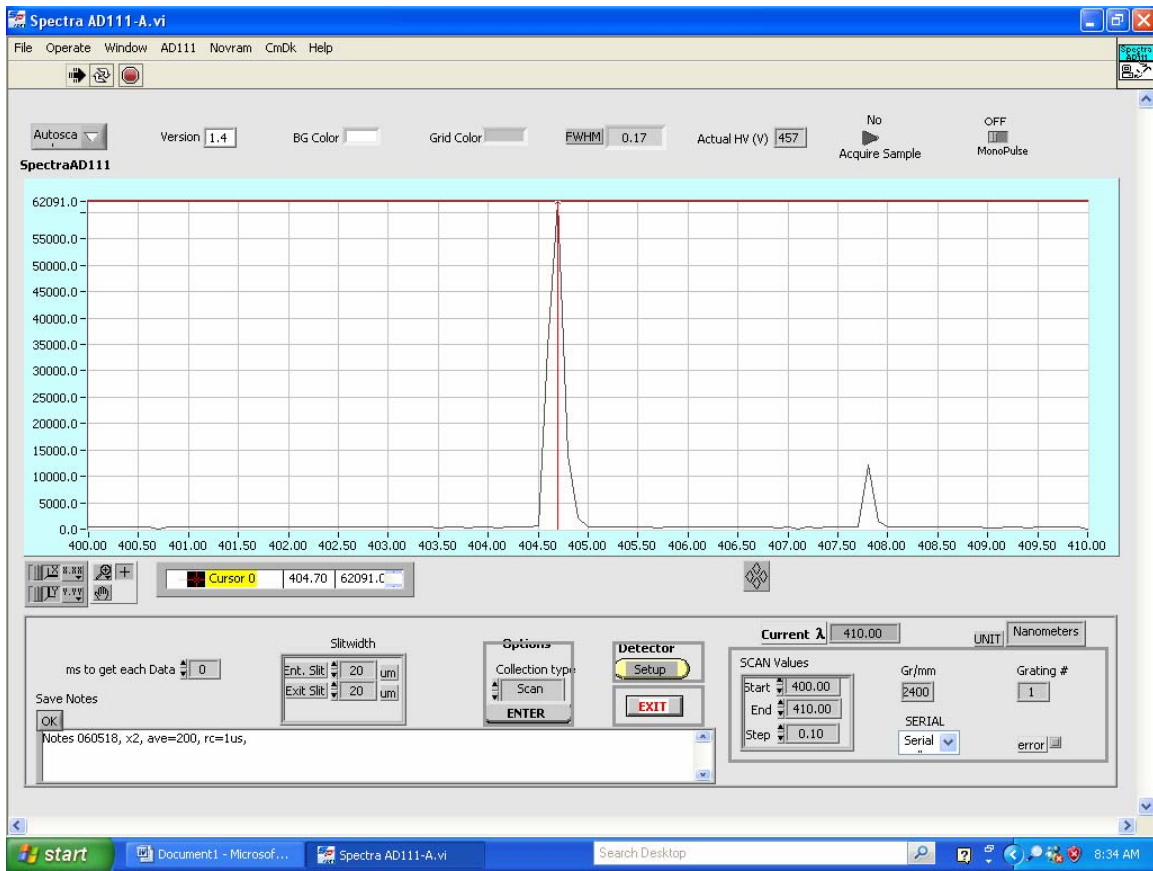 Spectra AD111-A.vi
File Operate Window AD111 Novram CmDk Help
Spectra
AD111
Autosca
Version 1.4
BG Color
Grid Color
FWHM 0.17
Actual HV (V) 457
No
Acquire Sample
OFF
MonoPulse
SpectraAD111
62091.0
55000.0
50000.0
45000.0
40000.0
35000.0
30000.0
25000.0
20000.0
15000.0
10000.0
5000.0
0.0
400.00 400.50 401.00 401.50 402.00 402.50 403.00 403.50 404.00 404.50 405.00 405.50 406.00 406.50 407.00 407.50 408.00 408.50 409.00 409.50 410.00
X X.XX
Y Y.YY
Cursor 0 404.70 62091.0
ms to get each Data 0
Slitwidth
Ent. Slit 20 um
Exit Slit 20 um
Options
Collection type
Scan
ENTER
Detector
Setup
EXIT
Save Notes
OK
Notes 060518, x2, ave=200, rc=1us,
Current λ 410.00
UNIT Nanometers
SCAN Values
Start 400.00
End 410.00
Step 0.10
Gr/mm
2400
Grating #
1
SERIAL
Serial
error
start
Document1 - Microsof...
Spectra AD111-A.vi
Search Desktop
8:34 AM